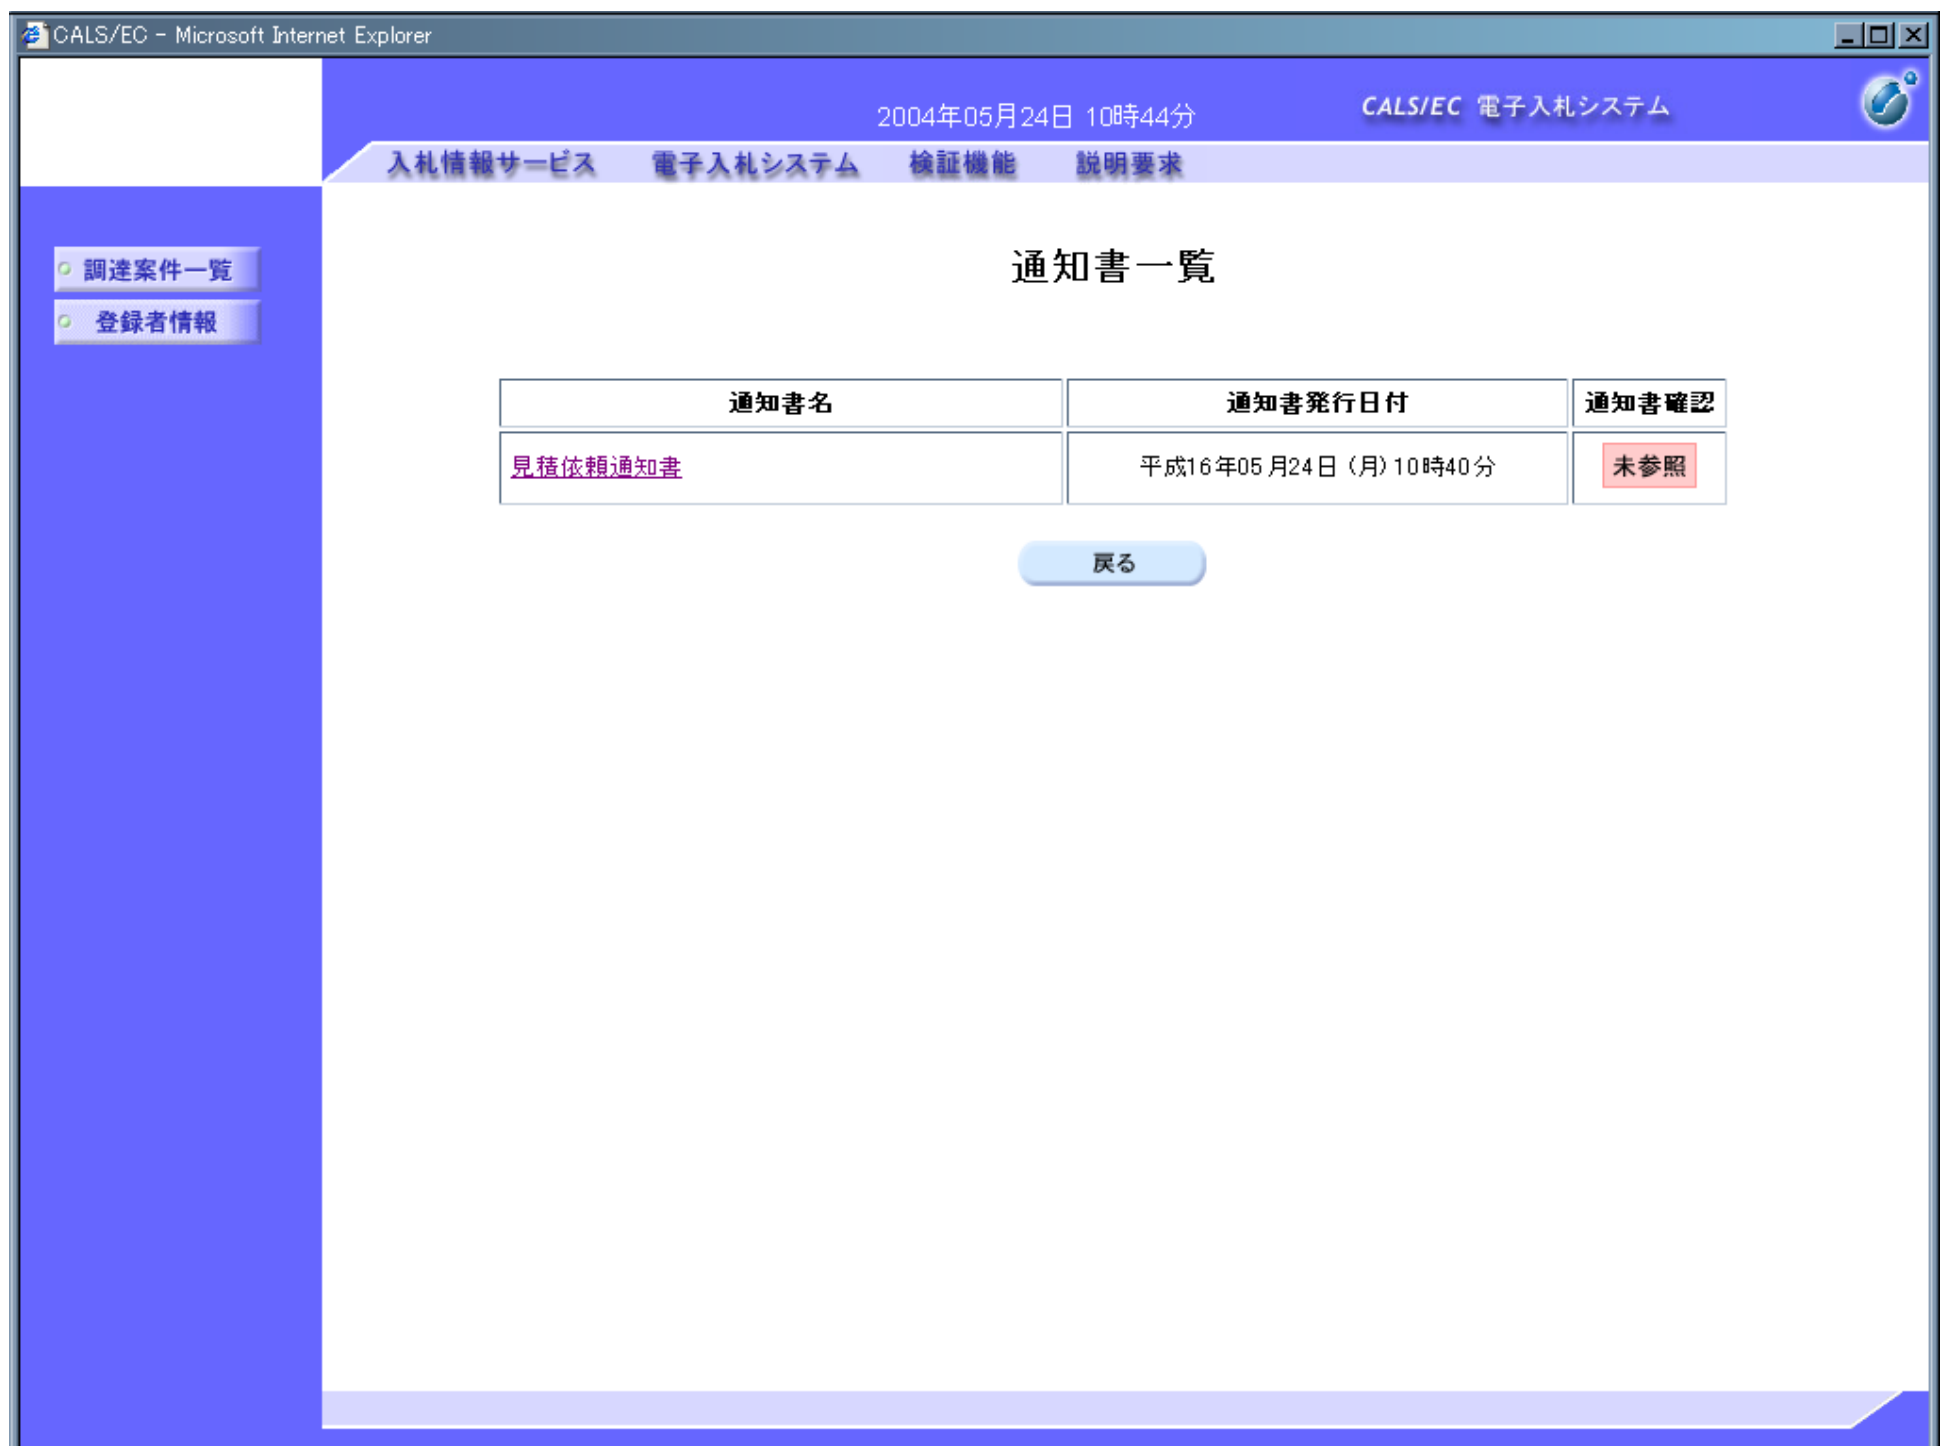 CALS/EC - Microsoft Internet Explorer
2004年05月24日 10時44分
CALS/EC 電子入札システム
入札情報サービス 電子入札システム 検証機能 説明要求
調達案件一覧
登録者情報
通知書一覧
通知書名 通知書発行日付 通知書確認
見積依頼通知書 平成16年05月24日(月)10時40分 未参照
戻る